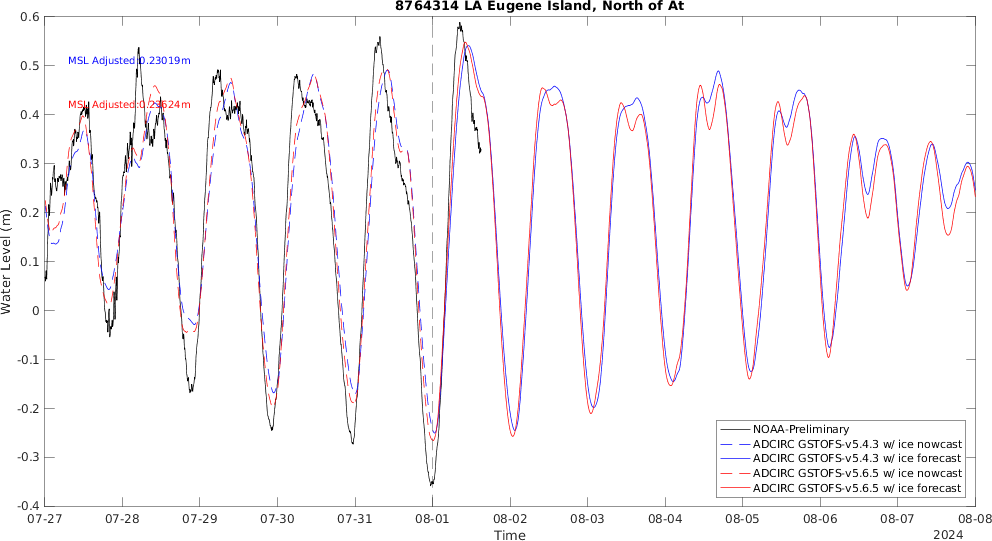 8764314 LA Eugene Island, North of At
0.6
0.5
0.4
0.3
0.2
0.1
0
-0.1
-0.2
-0.3
-0.4
Water Level (m)
MSL Adjusted:0.23019m
MSL Adjusted:0.21624m
NOAA-Preliminary
ADCIRC GSTOFS-v5.4.3 w/ ice nowcast
ADCIRC GSTOFS-v5.4.3 w/ ice forecast
ADCIRC GSTOFS-v5.6.5 w/ ice nowcast
ADCIRC GSTOFS-v5.6.5 w/ ice forecast
07-27 07-28 07-29 07-30 07-31 08-01 08-02 08-03 08-04 08-05 08-06 08-07 08-08
Time
2024